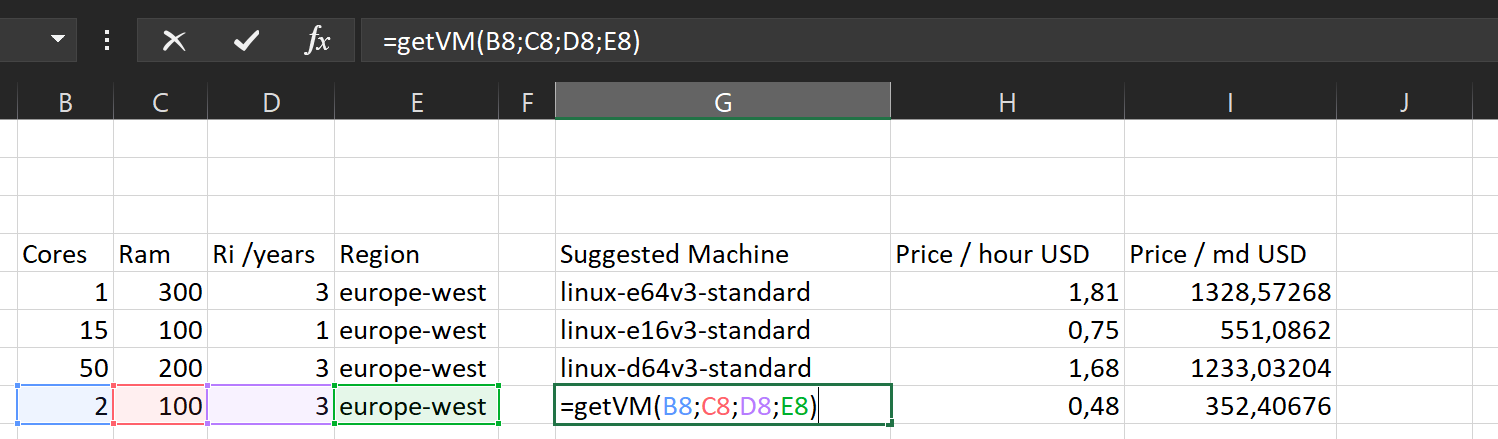 fx =getVM(B8;C8;D8;E8)
B C D E F G H I J
Cores Ram Ri /years Region Suggested Machine Price / hour USD Price / md USD
1 300 3 europe-west linux-e64v3-standard 1,81 1328,57268
15 100 1 europe-west linux-e16v3-standard 0,75 551,0862
50 200 3 europe-west linux-d64v3-standard 1,68 1233,03204
2 100 3 europe-west =getVM(B8;C8;D8;E8) 0,48 352,40676